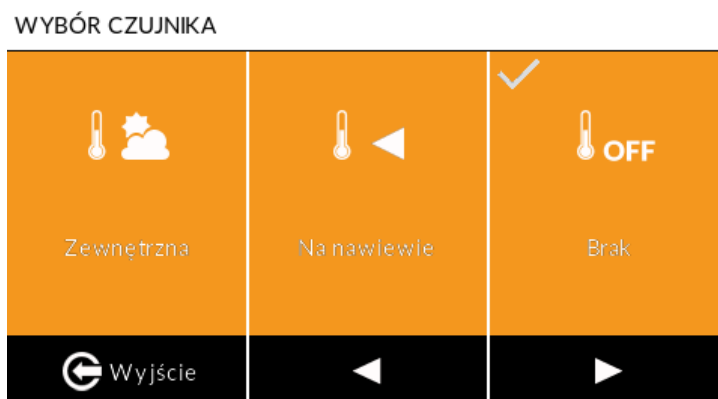 WYBÓR CZUJNIKA
OFF
Zewnętrzna
Na nawiewie
Brak
Wyjście